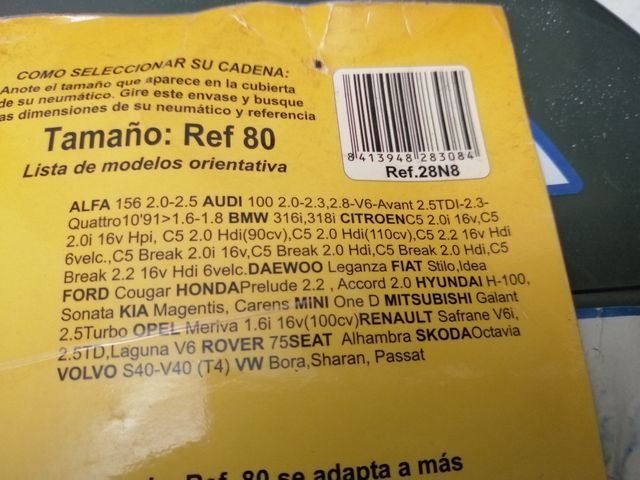 COMO SELECCIONAR SU CADENA:
Anote el tamaño que aparece en la cubierta
de su neumático. Gire este envase y busque
las dimensiones de su neumático y referencia
Tamaño: Ref 80
Lista de modelos orientativa
8 413948 283084
Ref.28N8
ALFA 156 2.0-2.5 AUDI 100 2.0-2.3,2.8-V6-Avant 2.5TDI-2.3-
Quattro10'91>1.6-1.8 BMW 316i,318i CITROENC5 2.0i 16v,C5
2.0i 16v Hpi, C5 2.0 Hdi(90cv),C5 2.0 Hdi(110cv),C5 2.2 16v Hdi
6velc.,C5 Break 2.0i 16v,C5 Break 2.0 Hdi,C5 Break 2.0 Hdi,C5
Break 2.2 16v Hdi 6velc.DAEWOO Leganza FIAT Stilo,Idea
FORD Cougar HONDAPrelude 2.2 , Accord 2.0 HYUNDAI H-100,
Sonata KIA Magentis, Carens MINI One D MITSUBISHI Galant
2.5Turbo OPEL Meriva 1.6i 16v(100cv)RENAULT Safrane V6i,
2.5TD,Laguna V6 ROVER 75SEAT Alhambra SKODAOctavia
VOLVO S40-V40 (T4) VW Bora,Sharan, Passat
Ref. 80 se adapta a más